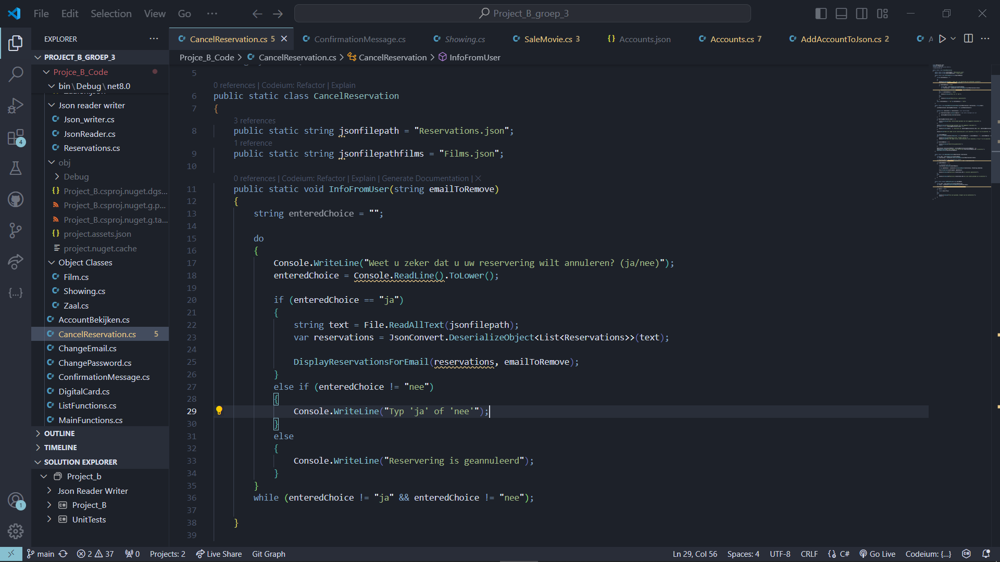 File Edit Selection View Go ··· Project_B_groep_3
EXPLORER ···
CancelReservation.cs 5
ConfirmationMessage.cs
Showing.cs
SaleMovie.cs 3
Accounts.json
Accounts.cs 7
AddAccountToJson.cs 2
PROJECT_B_GROEP_3
Projce_B_Code > CancelReservation.cs > CancelReservation > InfoFromUser
Projce_B_Code
bin\Debug\net8.0
Json reader writer
Json_writer.cs
JsonReader.cs
Reservations.cs
obj
Debug
Project_B.csproj.nuget.dgs...
Project_B.csproj.nuget.g.p...
Project_B.csproj.nuget.g.ta...
project.assets.json
project.nuget.cache
Object Classes
Film.cs
Showing.cs
Zaal.cs
AccountBekijken.cs
CancelReservation.cs 5
ChangeEmail.cs
ChangePassword.cs
ConfirmationMessage.cs
DigitalCard.cs
ListFunctions.cs
MainFunctions.cs
OUTLINE
TIMELINE
SOLUTION EXPLORER
Project_b
Json Reader Writer
Project_B
UnitTests
4
1
5
0 references | Codeium: Refactor | Explain
6 public static class CancelReservation
7 {
3 references
8 public static string jsonfilepath = "Reservations.json";
1 reference
9 public static string jsonfilepathfilms = "Films.json";
10
0 references | Codeium: Refactor | Explain | Generate Documentation | ×
11 public static void InfoFromUser(string emailToRemove)
12 {
13 string enteredChoice = "";
14
15 do
16 {
17 Console.WriteLine("Weet u zeker dat u uw reservering wilt annuleren? (ja/nee)");
18 enteredChoice = Console.ReadLine().ToLower();
19
20 if (enteredChoice == "ja")
21 {
22 string text = File.ReadAllText(jsonfilepath);
23 var reservations = JsonConvert.DeserializeObject<List<Reservations>>(text);
24
25 DisplayReservationsForEmail(reservations, emailToRemove);
26 }
27 else if (enteredChoice != "nee")
28 {
29 Console.WriteLine("Typ 'ja' of 'nee'");
30 }
31 else
32 {
33 Console.WriteLine("Reservering is geannuleerd");
34 }
35 }
36 while (enteredChoice != "ja" && enteredChoice != "nee");
37
38 }
39
main 2 37 0 Projects: 2 Live Share Git Graph Ln 29, Col 56 Spaces: 4 UTF-8 CRLF C# Go Live Codeium: {...}